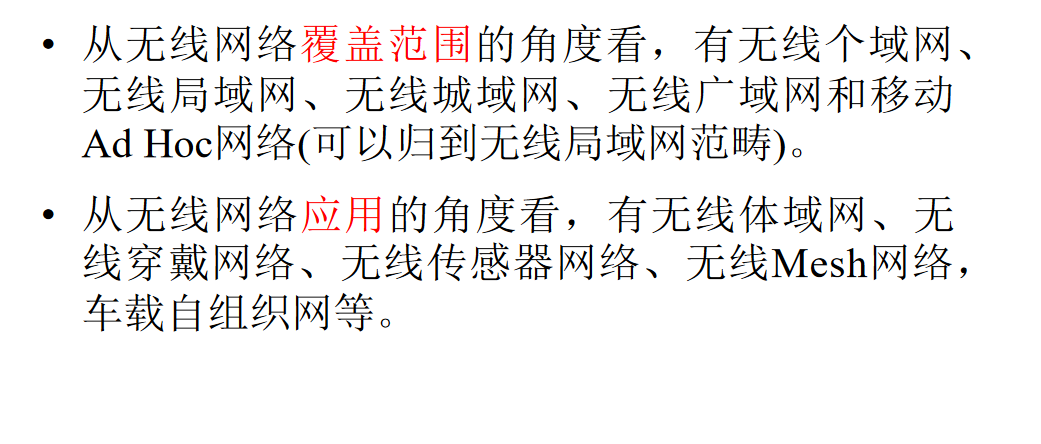 • 从无线网络覆盖范围的角度看，有无线个域网、
无线局域网、无线城域网、无线广域网和移动
Ad Hoc网络(可以归到无线局域网范畴)。
• 从无线网络应用的角度看，有无线体域网、无
线穿戴网络、无线传感器网络、无线Mesh网络，
车载自组织网等。